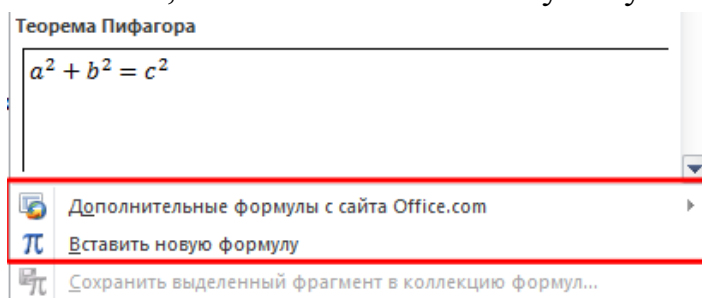 Теорема Пифагора
a² + b² = c²
Дополнительные формулы с сайта Office.com
Вставить новую формулу
Сохранить выделенный фрагмент в коллекцию формул...